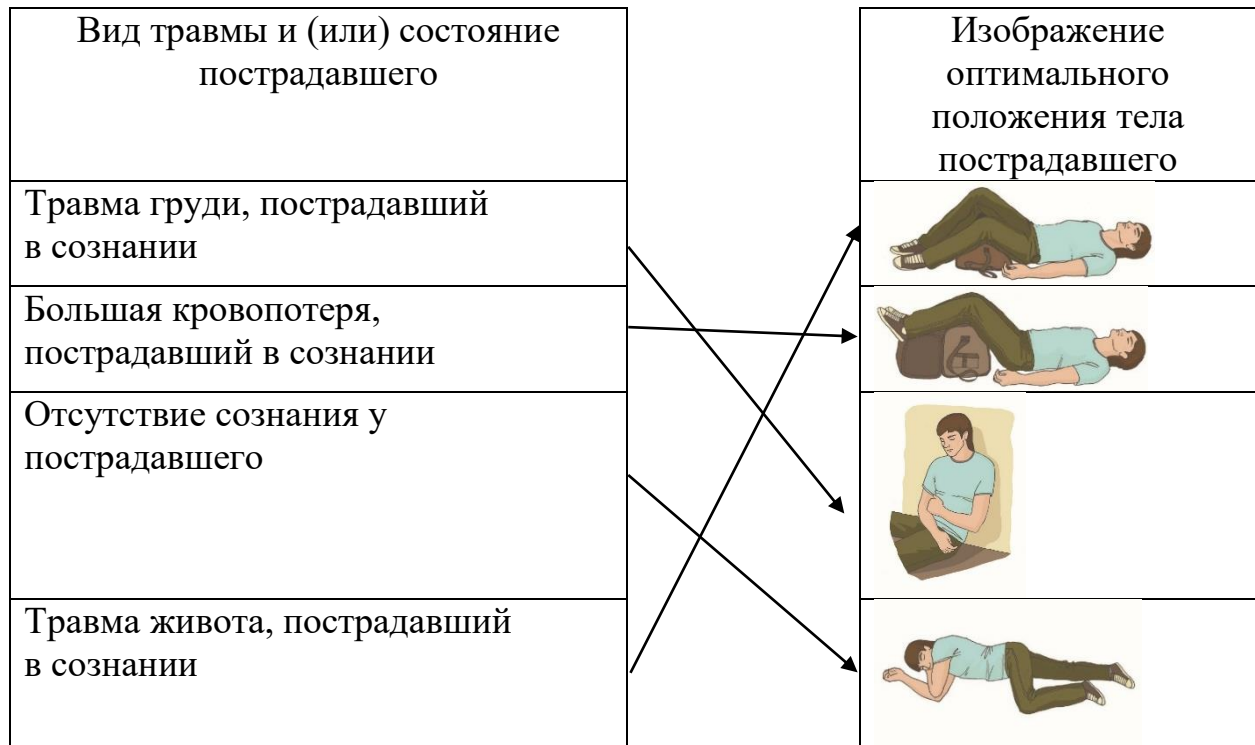 Вид травмы и (или) состояние
пострадавшего
Изображение
оптимального
положения тела
пострадавшего
Травма груди, пострадавший
в сознании
Большая кровопотеря,
пострадавший в сознании
Отсутствие сознания у
пострадавшего
Травма живота, пострадавший
в сознании